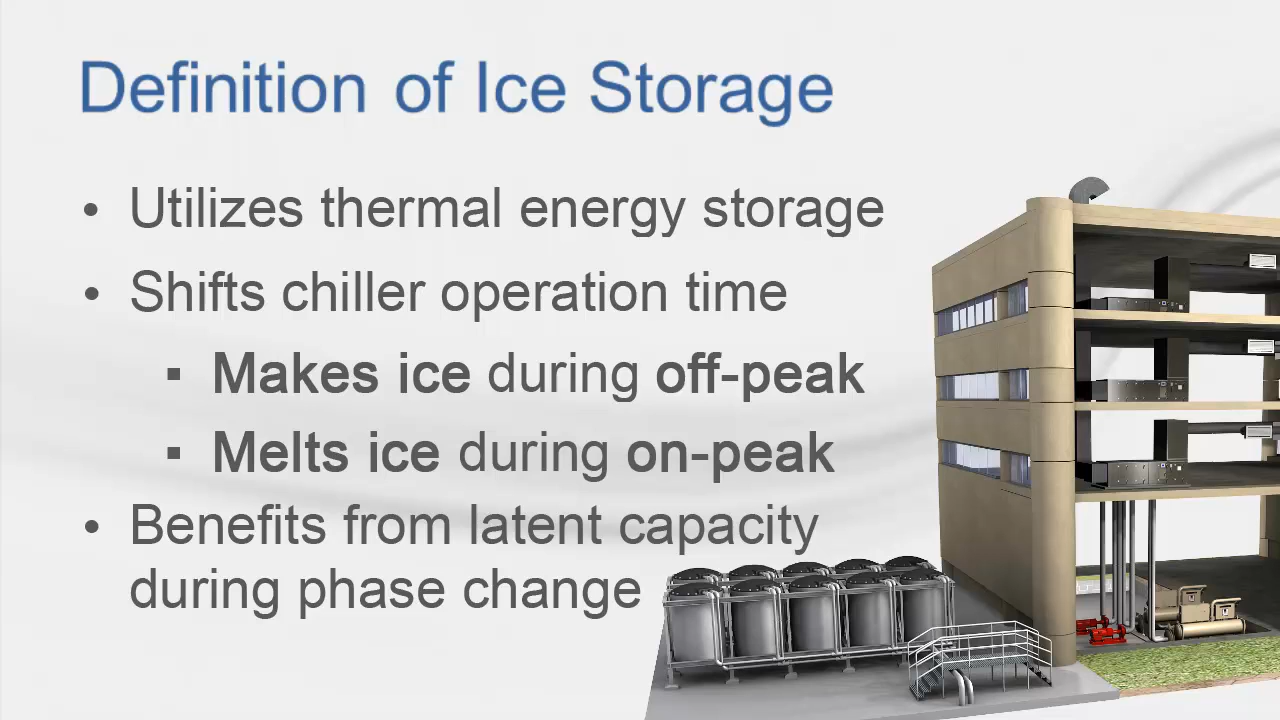 Definition of Ice Storage
• Utilizes thermal energy storage
• Shifts chiller operation time
▪ Makes ice during off-peak
▪ Melts ice during on-peak
• Benefits from latent capacity
during phase change